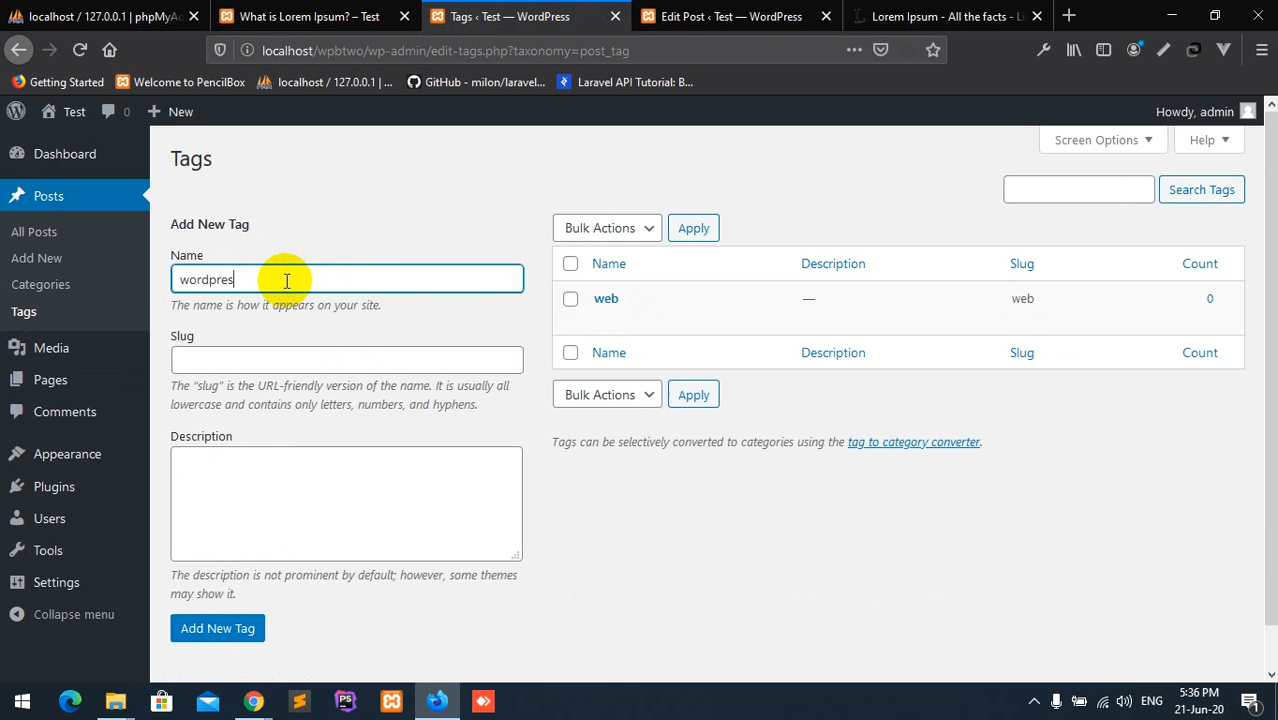 localhost / 127.0.0.1 | phpMyAd
What is Lorem Ipsum? – Test
Tags ‹ Test — WordPress
Edit Post ‹ Test — WordPress
Lorem Ipsum - All the facts - Li
localhost/wpbtwo/wp-admin/edit-tags.php?taxonomy=post_tag
Getting Started
Welcome to PencilBox
localhost / 127.0.0.1 | ...
GitHub - milon/laravel...
Laravel API Tutorial: B...
Test
0
New
Howdy, admin
Dashboard
Posts
All Posts
Add New
Categories
Tags
Media
Pages
Comments
Appearance
Plugins
Users
Tools
Settings
Collapse menu
Screen Options
Help
Tags
Search Tags
Add New Tag
Name
wordpres
The name is how it appears on your site.
Slug
The “slug” is the URL-friendly version of the name. It is usually all
lowercase and contains only letters, numbers, and hyphens.
Description
The description is not prominent by default; however, some themes
may show it.
Add New Tag
Bulk Actions
Apply
Name Description Slug Count
web — web 0
Name Description Slug Count
Bulk Actions
Apply
Tags can be selectively converted to categories using the tag to category converter.
PS
ENG
5:36 PM
21-Jun-20
1